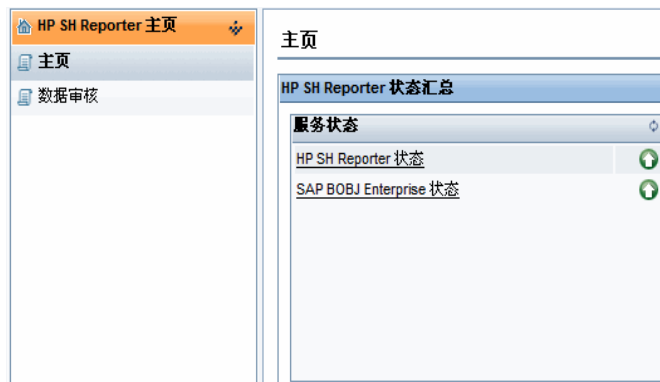 HP SH Reporter 主页
主页
数据审核
主页
HP SH Reporter 状态汇总
服务状态
HP SH Reporter 状态
SAP BOBJ Enterprise 状态